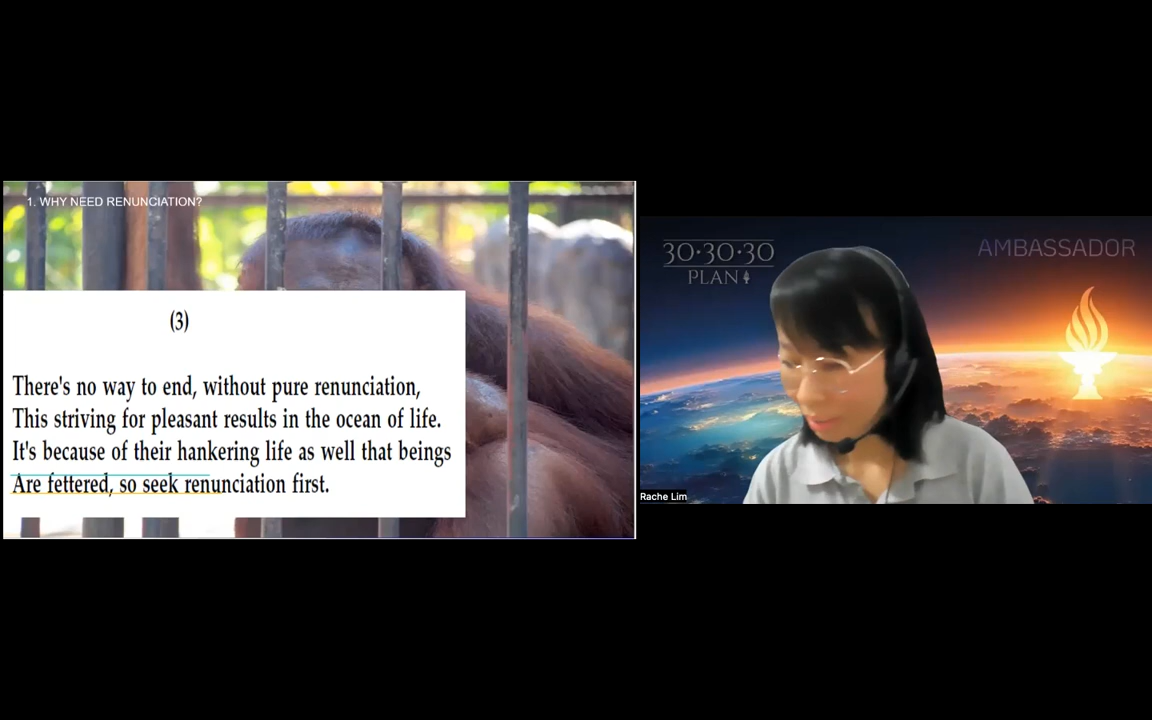 1. WHY NEED RENUNCIATION?
(3)
There's no way to end, without pure renunciation,
This striving for pleasant results in the ocean of life.
It's because of their hankering life as well that beings
Are fettered, so seek renunciation first.
30·30·30
PLAN
AMBASSADOR
Rache Lim